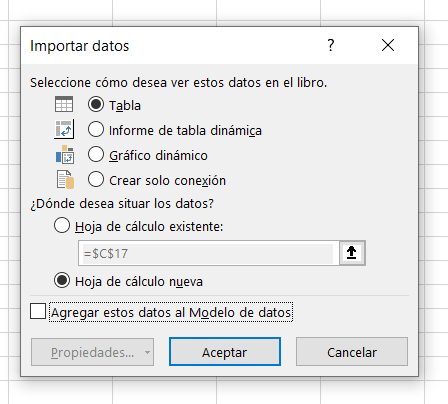 Importar datos
?
Seleccione cómo desea ver estos datos en el libro.
Tabla
Informe de tabla dinámica
Gráfico dinámico
Crear solo conexión
¿Dónde desea situar los datos?
Hoja de cálculo existente:
=$C$17
Hoja de cálculo nueva
Agregar estos datos al Modelo de datos
Propiedades... Aceptar Cancelar